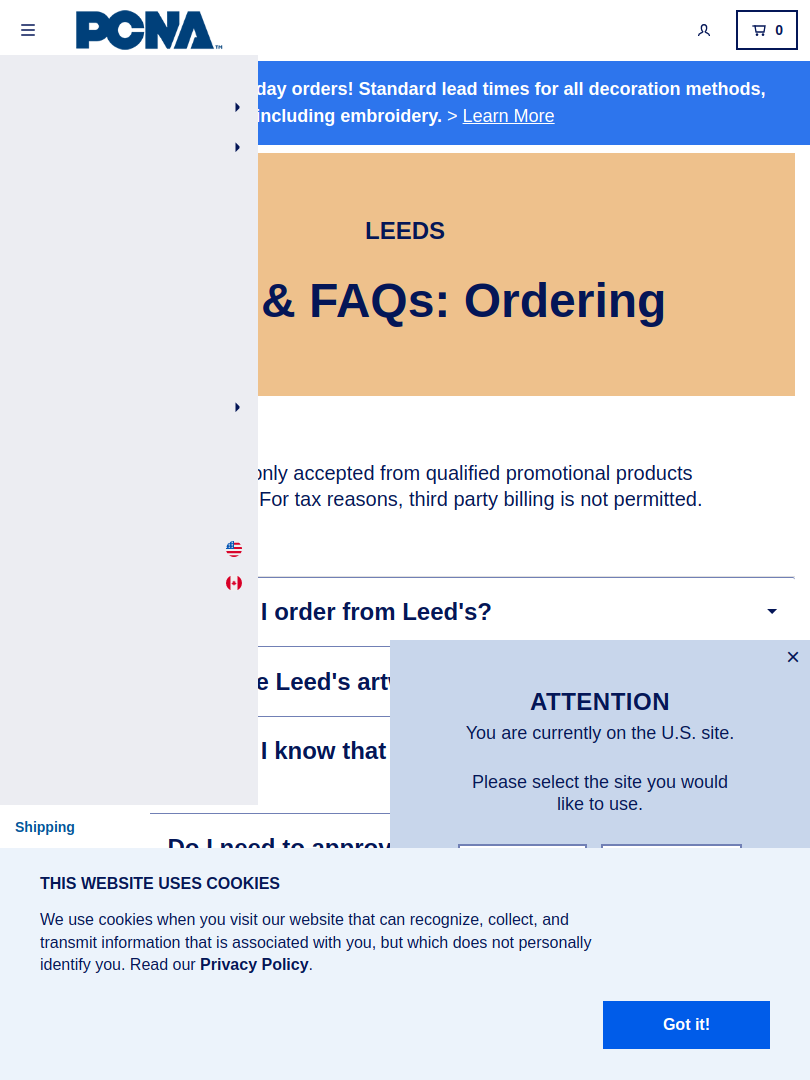 PCNA™
0
day orders! Standard lead times for all decoration methods,
including embroidery. > Learn More
LEEDS
& FAQs: Ordering
only accepted from qualified promotional products
For tax reasons, third party billing is not permitted.
I order from Leed's?
Leed's
I know that
Do I need to
Shipping
×
ATTENTION
You are currently on the U.S. site.
Please select the site you would
like to use.
THIS WEBSITE USES COOKIES
We use cookies when you visit our website that can recognize, collect, and
transmit information that is associated with you, but which does not personally
identify you. Read our Privacy Policy.
Got it!